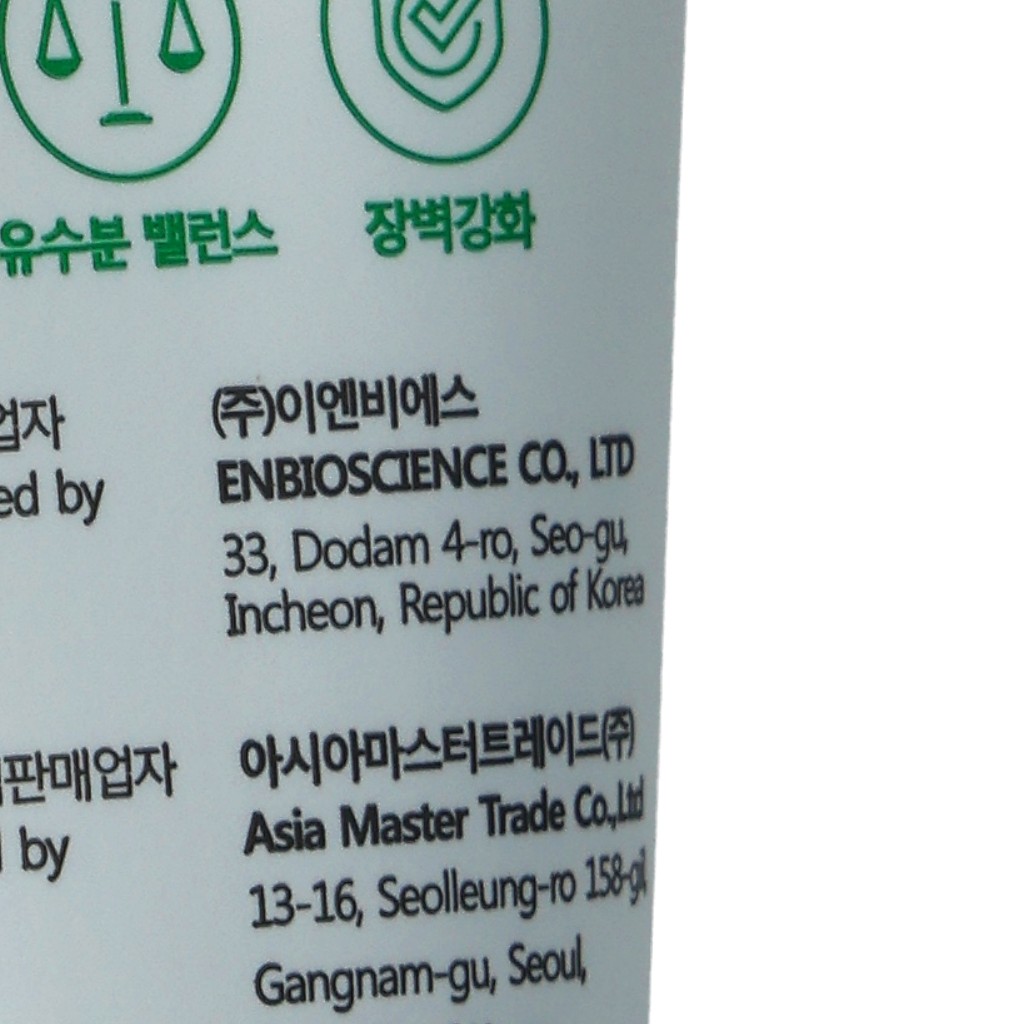 유수분 밸런스
장벽강화
업자
ed by
(주)이엔비에스
ENBIOSCIENCE CO., LTD
33, Dodam 4-ro, Seo-gu,
Incheon, Republic of Korea
판매업자
by
아시아마스터트레이드(주)
Asia Master Trade Co.,Ltd
13-16, Seolleung-ro 158-gil,
Gangnam-gu, Seoul,